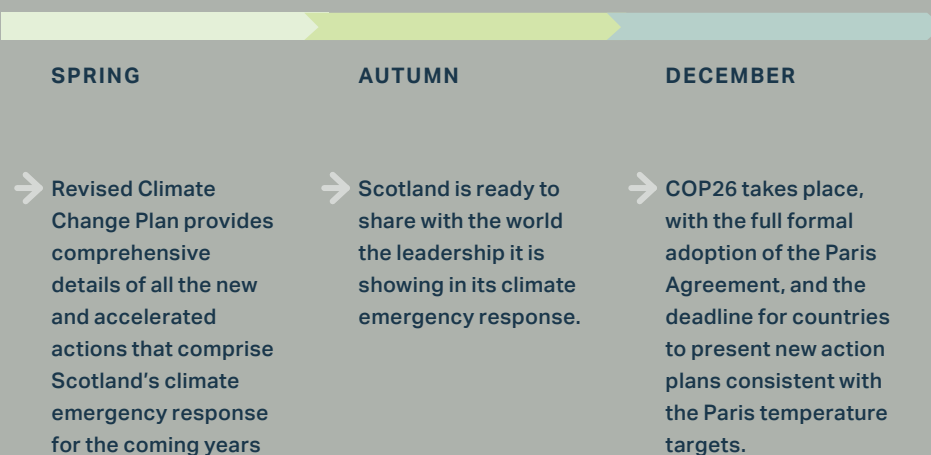 SPRING
AUTUMN
DECEMBER
Revised Climate
Change Plan provides
comprehensive
details of all the new
and accelerated
actions that comprise
Scotland’s climate
emergency response
for the coming years
Scotland is ready to
share with the world
the leadership it is
showing in its climate
emergency response.
COP26 takes place,
with the full formal
adoption of the Paris
Agreement, and the
deadline for countries
to present new action
plans consistent with
the Paris temperature
targets.